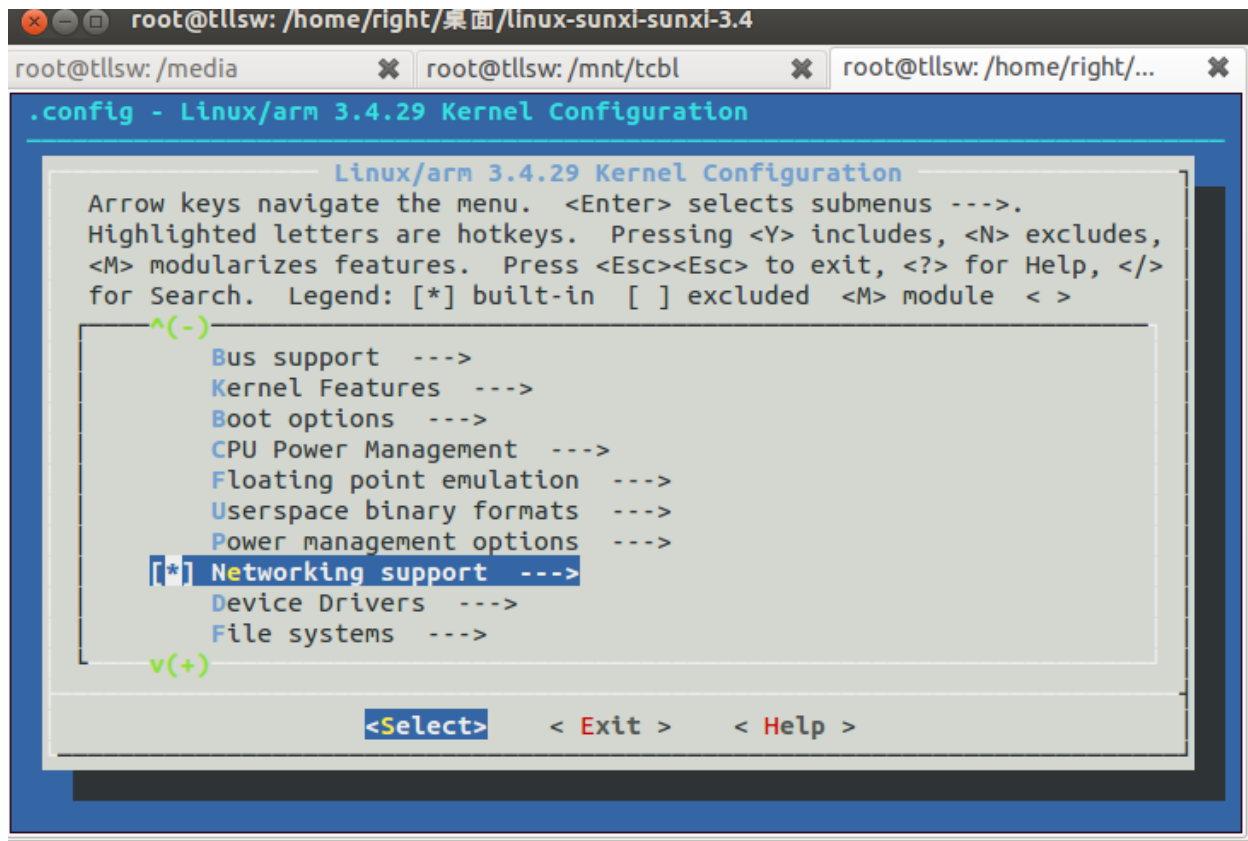 root@tllsw: /home/right/桌面/linux-sunxi-sunxi-3.4
root@tllsw: /media ✖ root@tllsw: /mnt/tcbl ✖ root@tllsw: /home/right/... ✖
.config - Linux/arm 3.4.29 Kernel Configuration
Linux/arm 3.4.29 Kernel Configuration
Arrow keys navigate the menu.  <Enter> selects submenus --->.
Highlighted letters are hotkeys.  Pressing <Y> includes, <N> excludes,
<M> modularizes features.  Press <Esc><Esc> to exit, <?> for Help, </>
for Search.  Legend: [*] built-in  [ ] excluded  <M> module  < >
^(-)
Bus support  --->
Kernel Features  --->
Boot options  --->
CPU Power Management  --->
Floating point emulation  --->
Userspace binary formats  --->
Power management options  --->
[*] Networking support  --->
Device Drivers  --->
File systems  --->
v(+)
<Select>    < Exit >    < Help >